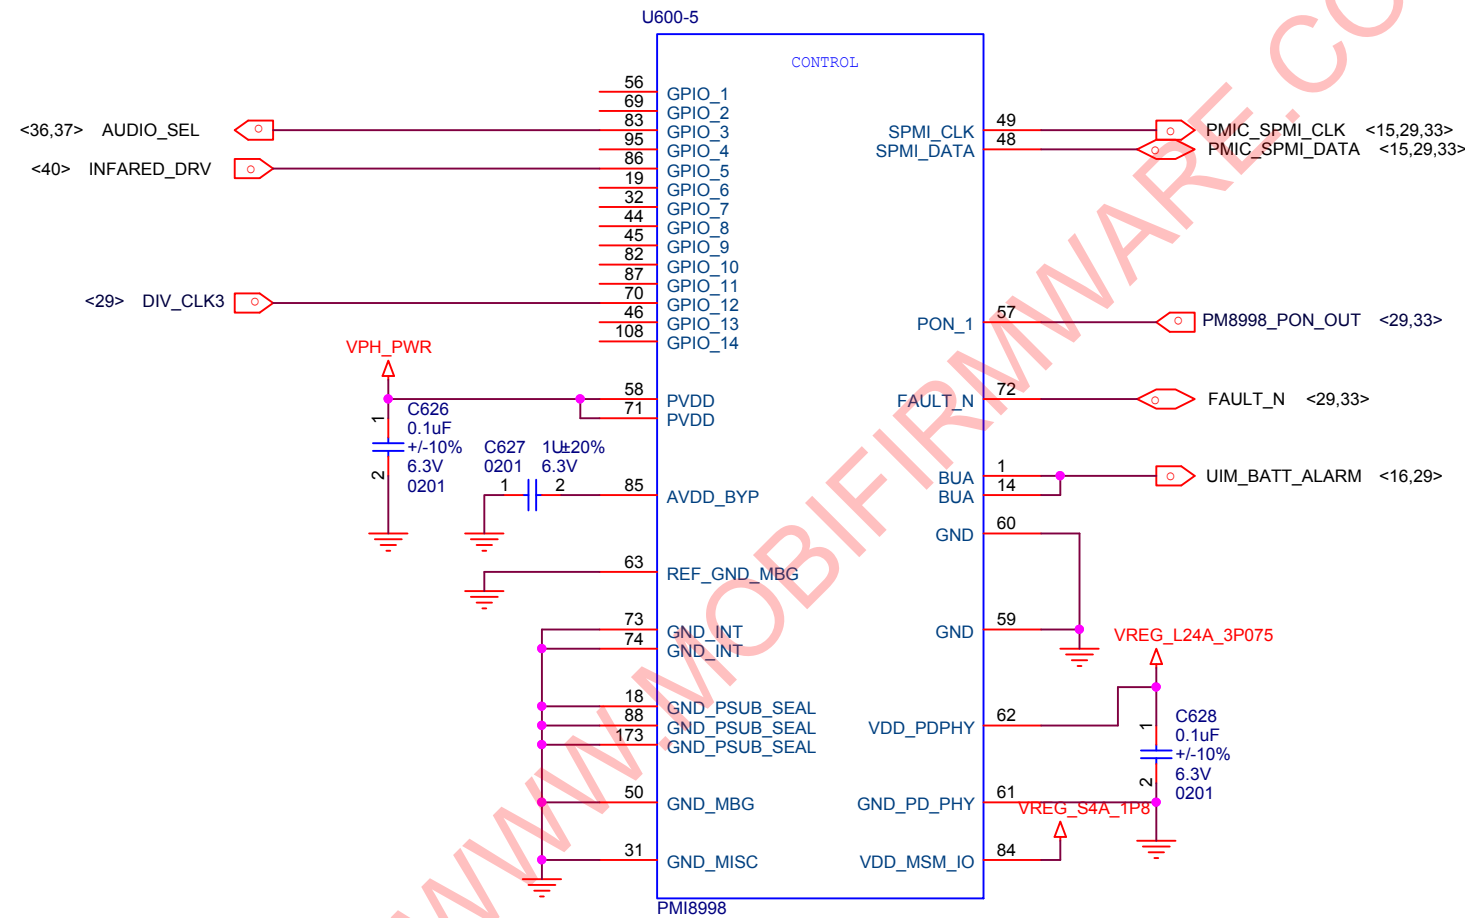 U600-5
CONTROL
56 GPIO_1
69 GPIO_2
<36,37> AUDIO_SEL 83 GPIO_3
95 GPIO_4
<40> INFARED_DRV 86 GPIO_5
19 GPIO_6
32 GPIO_7
44 GPIO_8
45 GPIO_9
82 GPIO_10
87 GPIO_11
<29> DIV_CLK3 70 GPIO_12
46 GPIO_13
108 GPIO_14
VPH_PWR
58 PVDD
71 PVDD
1 C626
0.1uF
+/-10%
2 6.3V
0201
C627 1U±20%
0201 6.3V
1 2 85 AVDD_BYP
63 REF_GND_MBG
73 GND_INT
74 GND_INT
18 GND_PSUB_SEAL
88 GND_PSUB_SEAL
173 GND_PSUB_SEAL
50 GND_MBG
31 GND_MISC
SPMI_CLK 49 PMIC_SPMI_CLK <15,29,33>
SPMI_DATA 48 PMIC_SPMI_DATA <15,29,33>
PON_1 57 PM8998_PON_OUT <29,33>
FAULT_N 72 FAULT_N <29,33>
BUA 1 UIM_BATT_ALARM <16,29>
BUA 14
GND 60
GND 59
VREG_L24A_3P075
VDD_PDPHY 62
1 C628
0.1uF
+/-10%
2 6.3V
0201
GND_PD_PHY 61
VREG_S4A_1P8
VDD_MSM_IO 84
PMI8998
WWW.MOBIFIRMWARE.CO